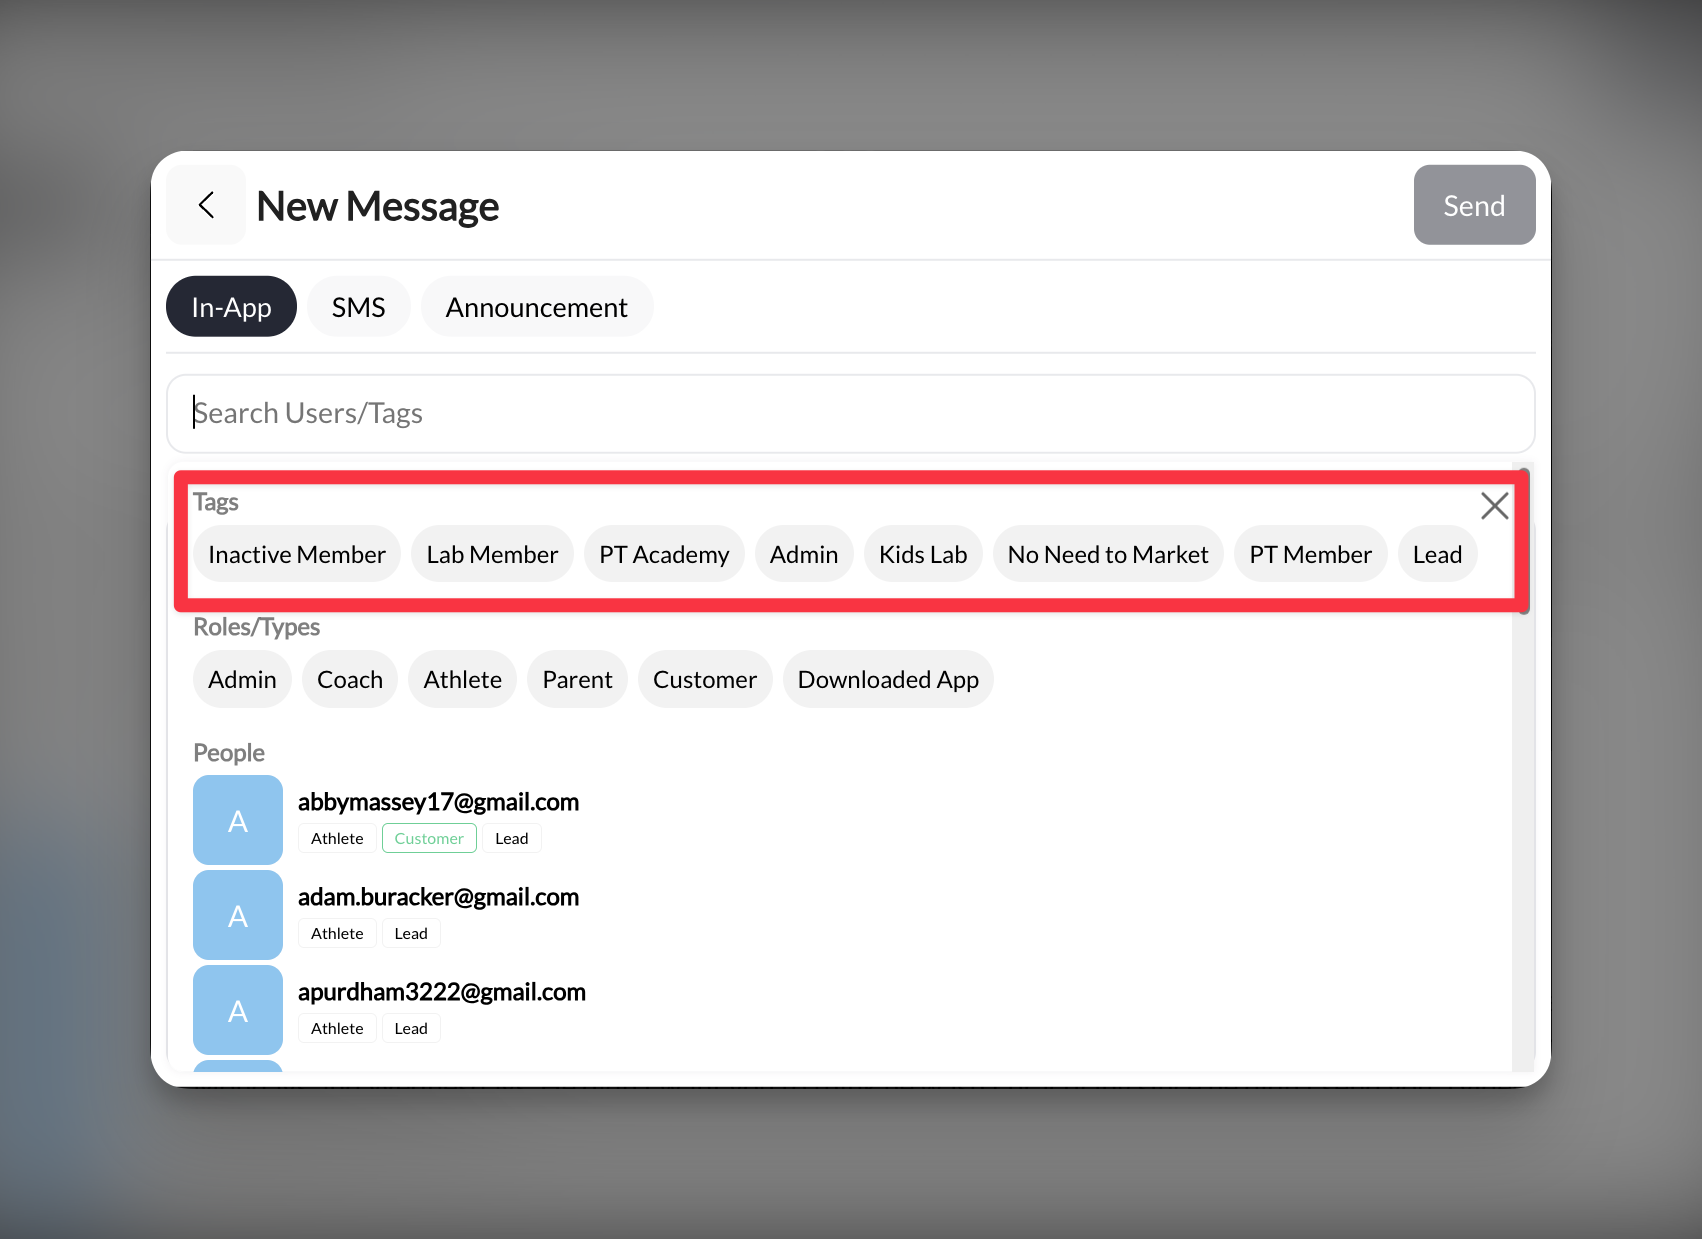 New Message
Send
In-App SMS Announcement
Search Users/Tags
Tags
Inactive Member Lab Member PT Academy Admin Kids Lab No Need to Market PT Member Lead
Roles/Types
Admin Coach Athlete Parent Customer Downloaded App
People
A
abbymassey17@gmail.com
Athlete Customer Lead
A
adam.buracker@gmail.com
Athlete Lead
A
apurdham3222@gmail.com
Athlete Lead